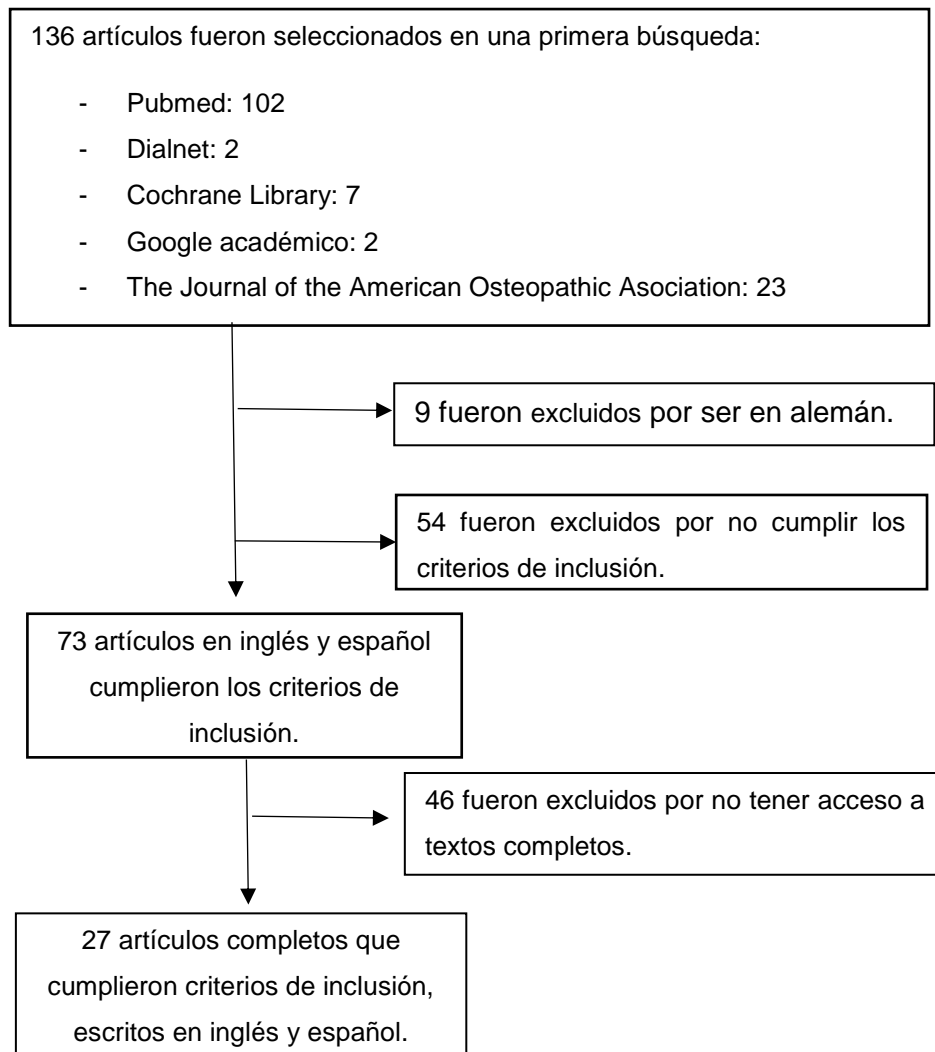 136 artículos fueron seleccionados en una primera búsqueda:
- Pubmed: 102
- Dialnet: 2
- Cochrane Library: 7
- Google académico: 2
- The Journal of the American Osteopathic Asociation: 23
9 fueron excluidos por ser en alemán.
54 fueron excluidos por no cumplir los
criterios de inclusión.
73 artículos en inglés y español
cumplieron los criterios de
inclusión.
46 fueron excluidos por no tener acceso a
textos completos.
27 artículos completos que
cumplieron criterios de inclusión,
escritos en inglés y español.